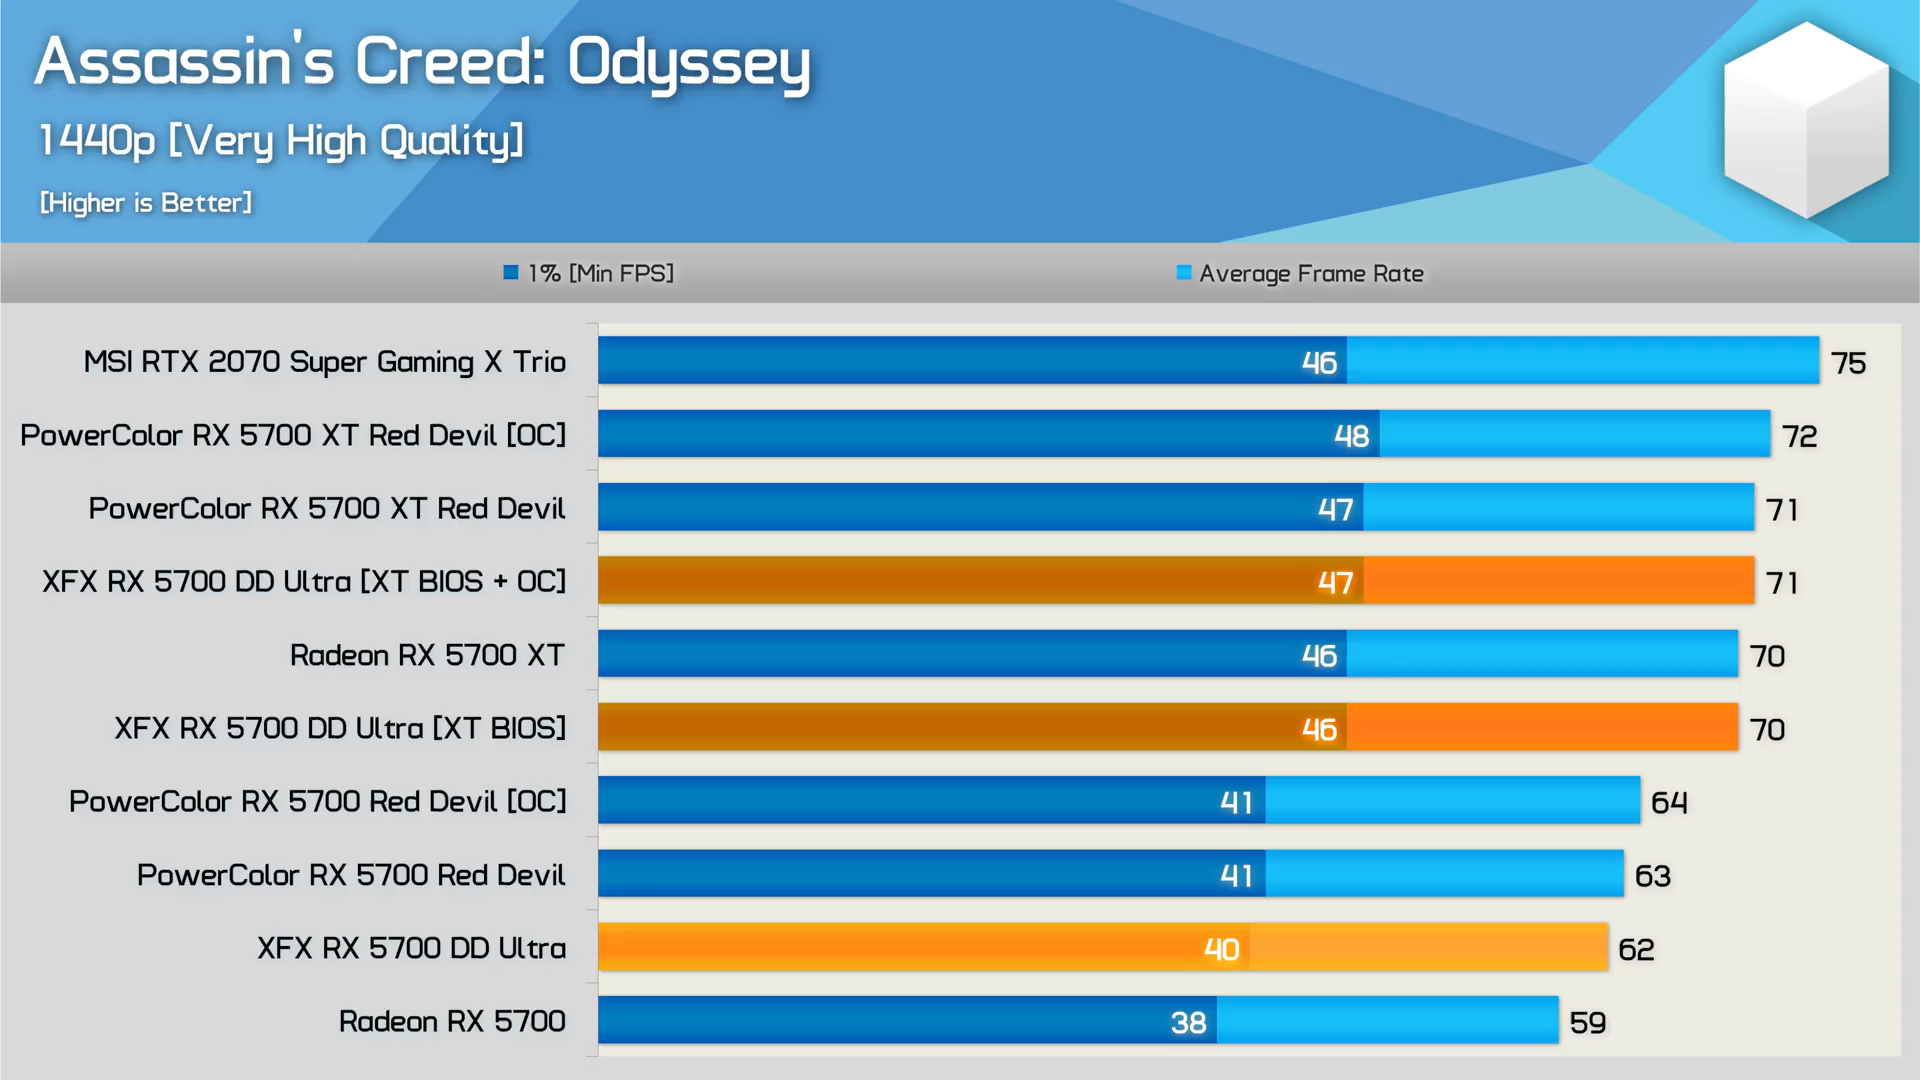 Assassin's Creed: Odyssey
1440p [Very High Quality]
[Higher is Better]
1% [Min FPS] Average Frame Rate
MSI RTX 2070 Super Gaming X Trio 46 75
PowerColor RX 5700 XT Red Devil [OC] 48 72
PowerColor RX 5700 XT Red Devil 47 71
XFX RX 5700 DD Ultra [XT BIOS + OC] 47 71
Radeon RX 5700 XT 46 70
XFX RX 5700 DD Ultra [XT BIOS] 46 70
PowerColor RX 5700 Red Devil [OC] 41 64
PowerColor RX 5700 Red Devil 41 63
XFX RX 5700 DD Ultra 40 62
Radeon RX 5700 38 59